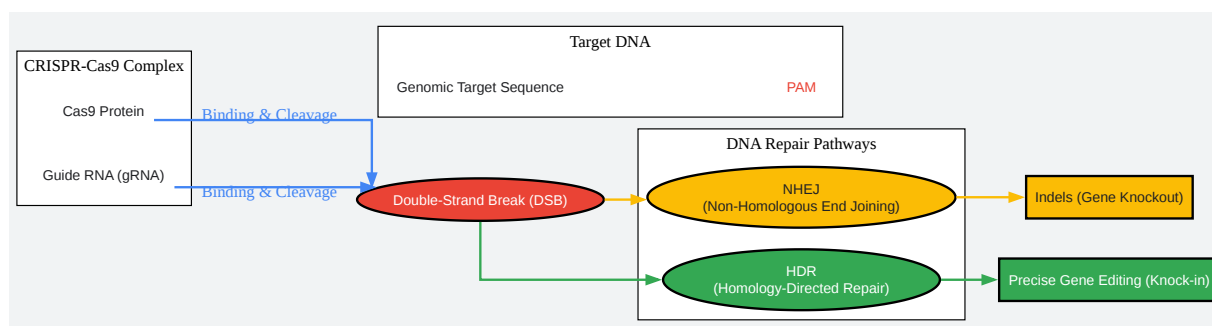 CRISPR-Cas9 Complex
Cas9 Protein
Guide RNA (gRNA)
Binding & Cleavage
Binding & Cleavage
Target DNA
Genomic Target Sequence
PAM
Double-Strand Break (DSB)
DNA Repair Pathways
NHEJ
(Non-Homologous End Joining)
HDR
(Homology-Directed Repair)
Indels (Gene Knockout)
Precise Gene Editing (Knock-in)